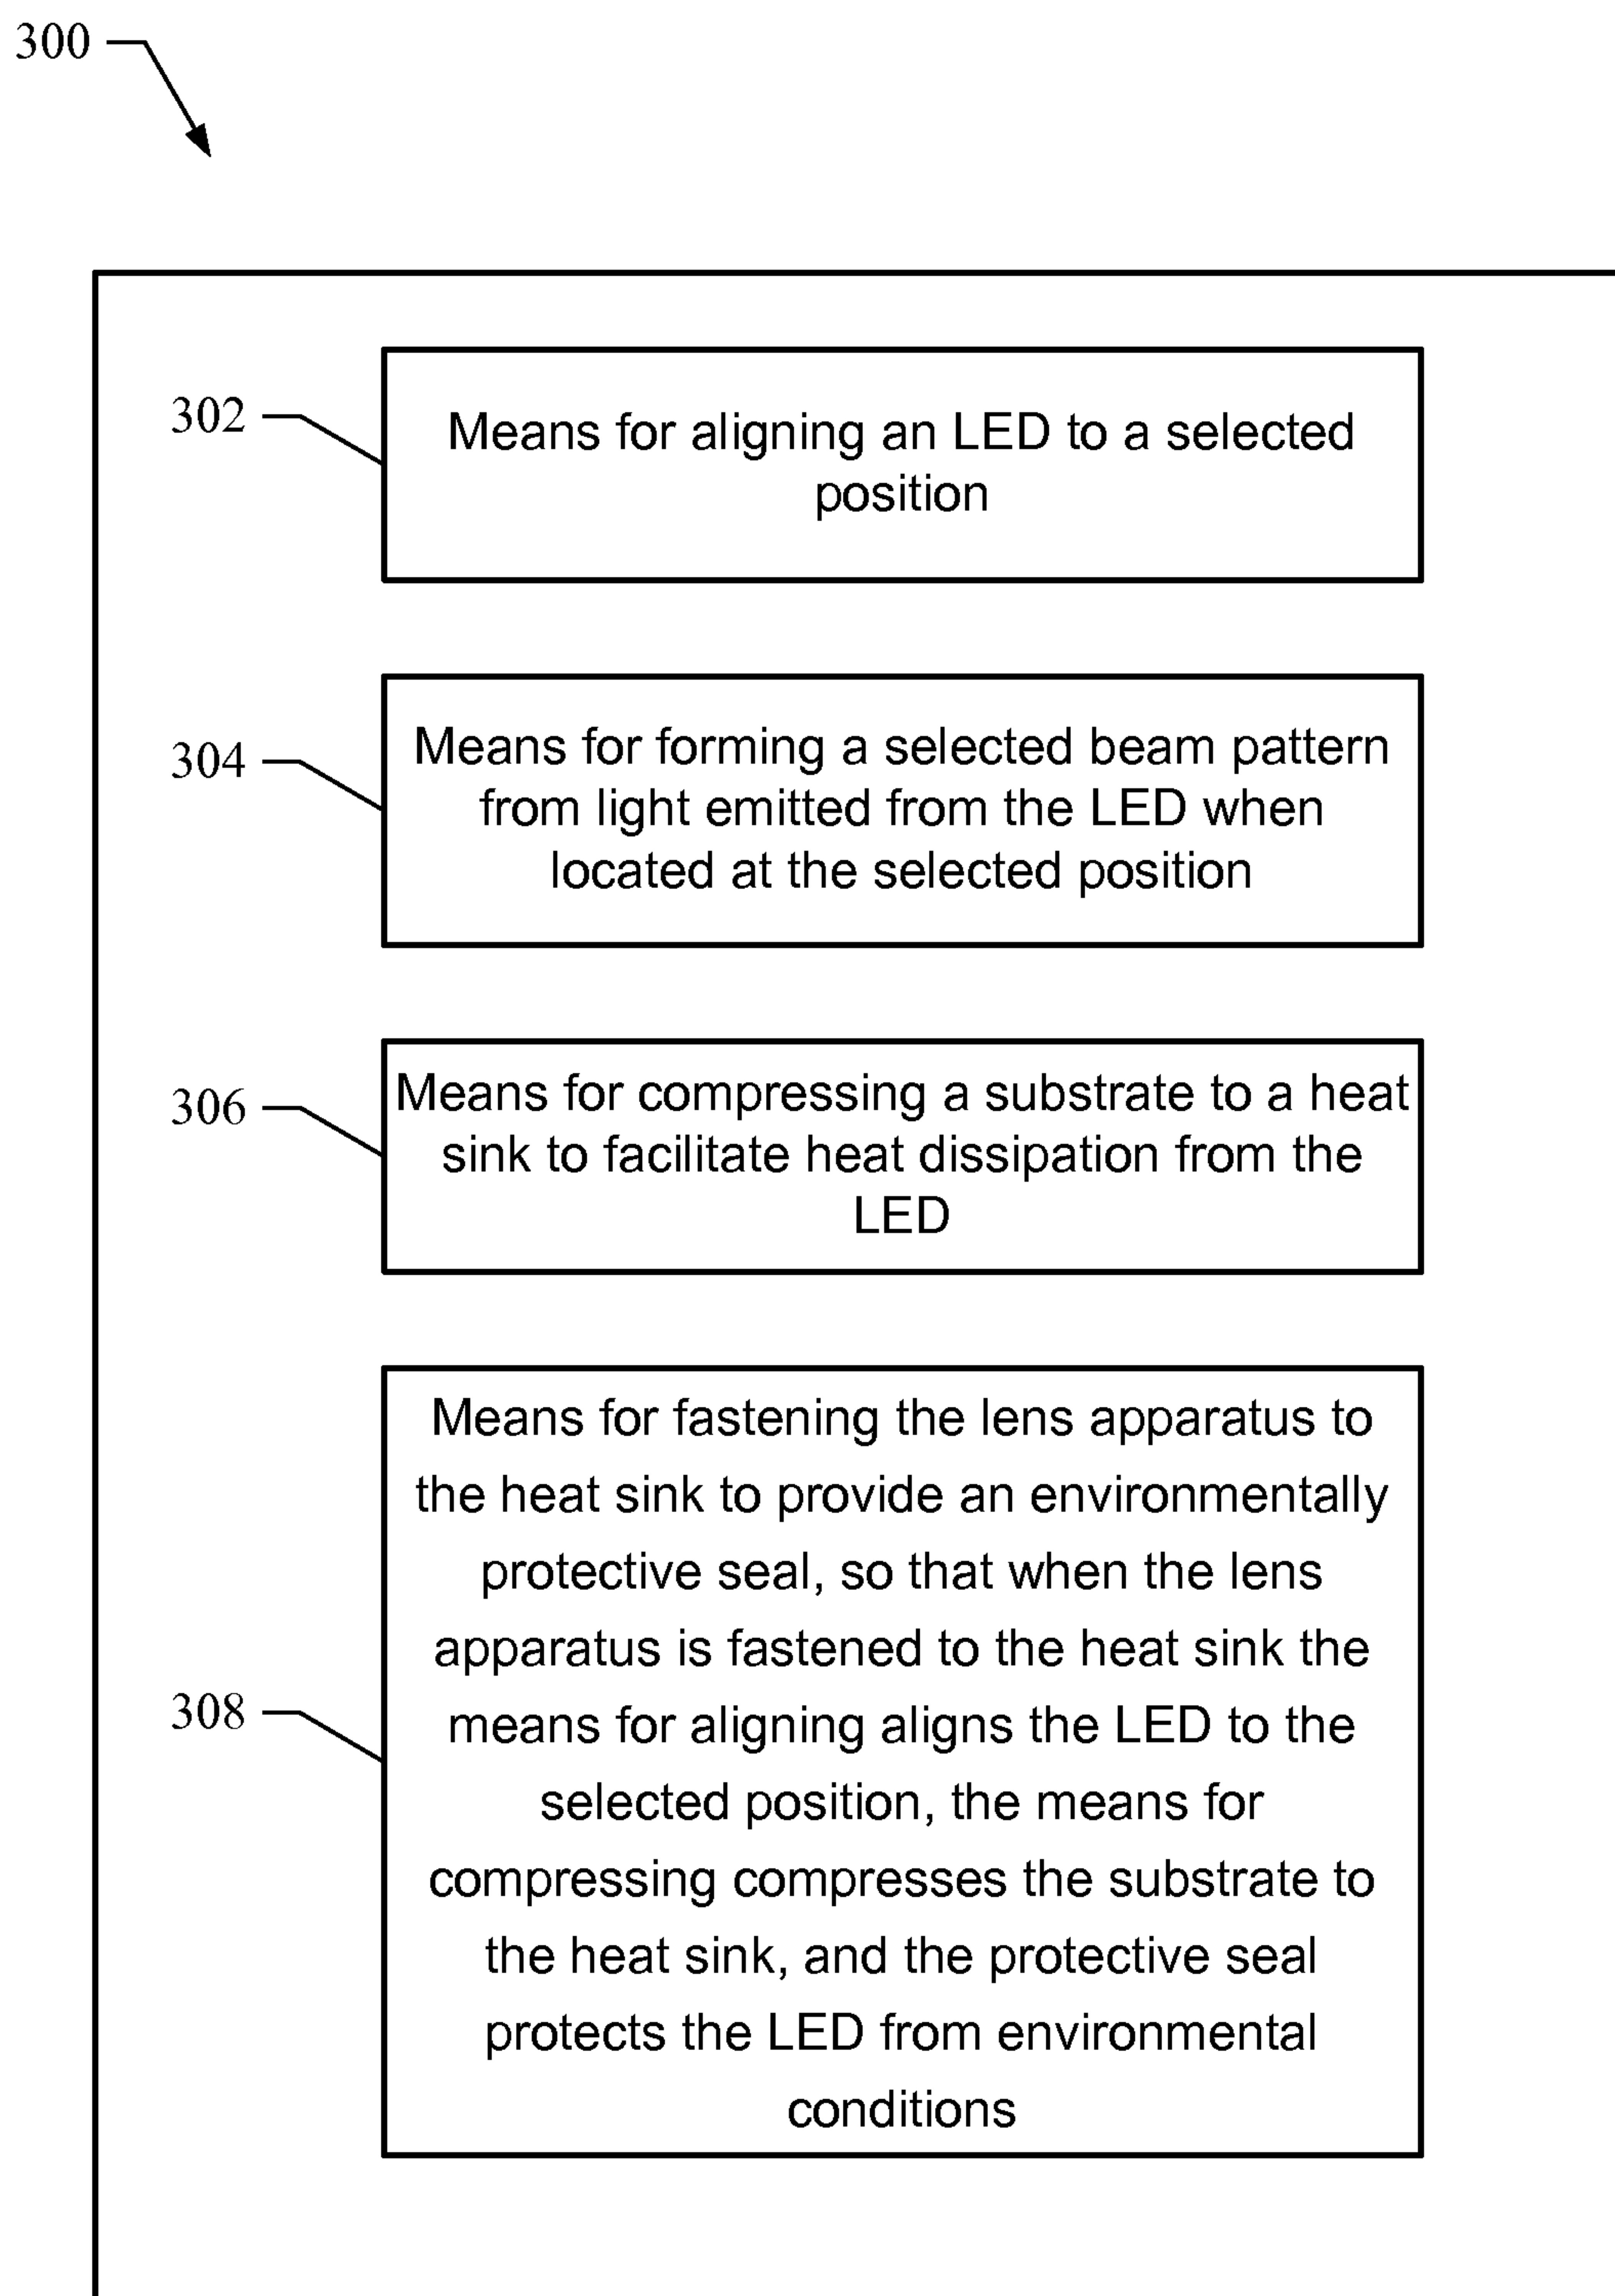 300
302
Means for aligning an LED to a selected
position
304
Means for forming a selected beam pattern
from light emitted from the LED when
located at the selected position
306
Means for compressing a substrate to a heat
sink to facilitate heat dissipation from the
LED
308
Means for fastening the lens apparatus to
the heat sink to provide an environmentally
protective seal, so that when the lens
apparatus is fastened to the heat sink the
means for aligning aligns the LED to the
selected position, the means for
compressing compresses the substrate to
the heat sink, and the protective seal
protects the LED from environmental
conditions